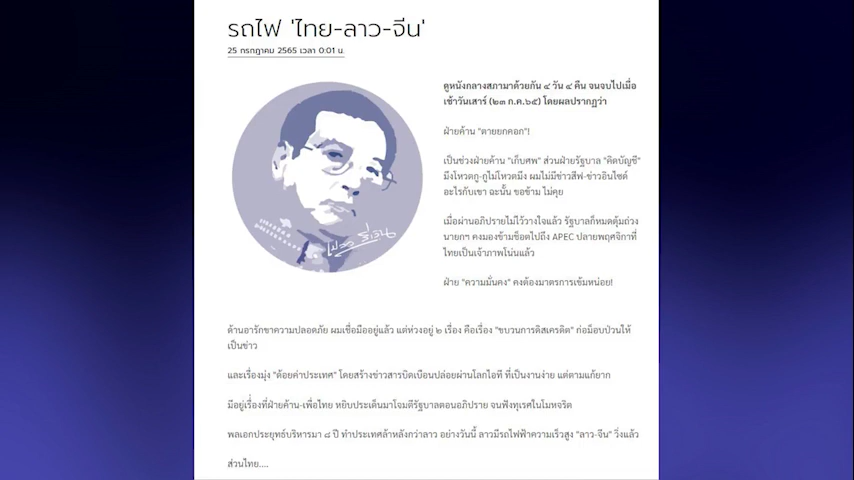 รถไฟ 'ไทย-ลาว-จีน'
25 กรกฎาคม 2565 เวลา 0:01 น.
ดูหนังกลางสภามาด้วยกัน ๔ วัน ๔ คืน จนจบไปเมื่อ
เช้าวันเสาร์ (๒๓ ก.ค.๖๕) โดยผลปรากฏว่า
ฝ่ายค้าน "ตายยกคอก"!
เป็นช่วงฝ่ายค้าน "เก็บศพ" ส่วนฝ่ายรัฐบาล "คิดบัญชี"
มึงโหวตกู-กูไม่โหวตมึง ผมไม่มีข่าวสีฟ-ข่าวอินไซด์
อะไรกับเขา ฉะนั้น ขอข้าม ไม่คุย
เมื่อผ่านอภิปรายไม่ไว้วางใจแล้ว รัฐบาลก็หมดตุ้มถ่วง
นายกฯ คงมองข้ามช็อตไปถึง APEC ปลายพฤศจิกาที่
ไทยเป็นเจ้าภาพโน่นแล้ว
ฝ่าย "ความมั่นคง" คงต้องมาตรการเข้มหน่อย!
ด้านอารักขาความปลอดภัย ผมเชื่อมืออยู่แล้ว แต่ห่วงอยู่ ๒ เรื่อง คือเรื่อง "ขบวนการดิสเครดิต" ก่อม็อบป่วนให้
เป็นข่าว
และเรื่องมุ่ง "ด้อยค่าประเทศ" โดยสร้างข่าวสารบิดเบือนปล่อยผ่านโลกไอที ที่เป็นงานง่าย แต่ตามแก้ยาก
มีอยู่เรื่องที่ฝ่ายค้าน-เพื่อไทย หยิบประเด็นมาโจมตีรัฐบาลตอนอภิปราย จนฟังทุเรศในโมหจริต
พลเอกประยุทธ์บริหารมา ๘ ปี ทำประเทศล้าหลังกว่าลาว อย่างวันนี้ ลาวมีรถไฟฟ้าความเร็วสูง "ลาว-จีน" วิ่งแล้ว
ส่วนไทย....